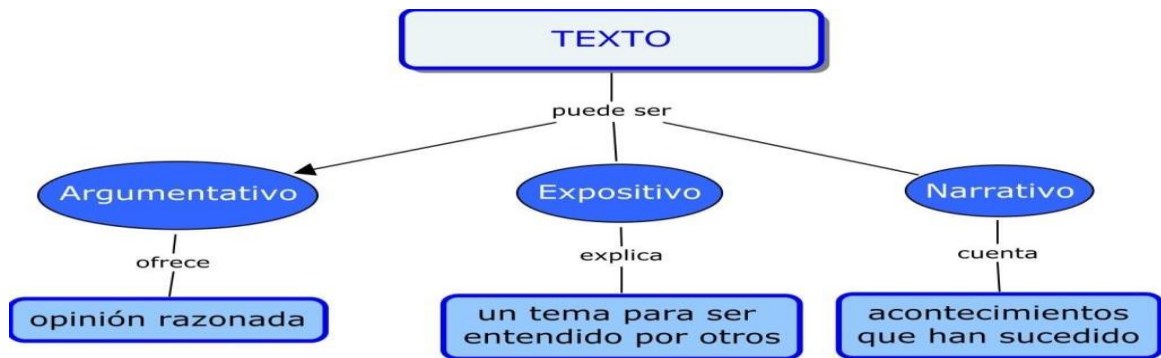 TEXTO
puede ser
Argumentativo
Expositivo
Narrativo
ofrece
explica
cuenta
opinión razonada
un tema para ser
entendido por otros
acontecimientos
que han sucedido